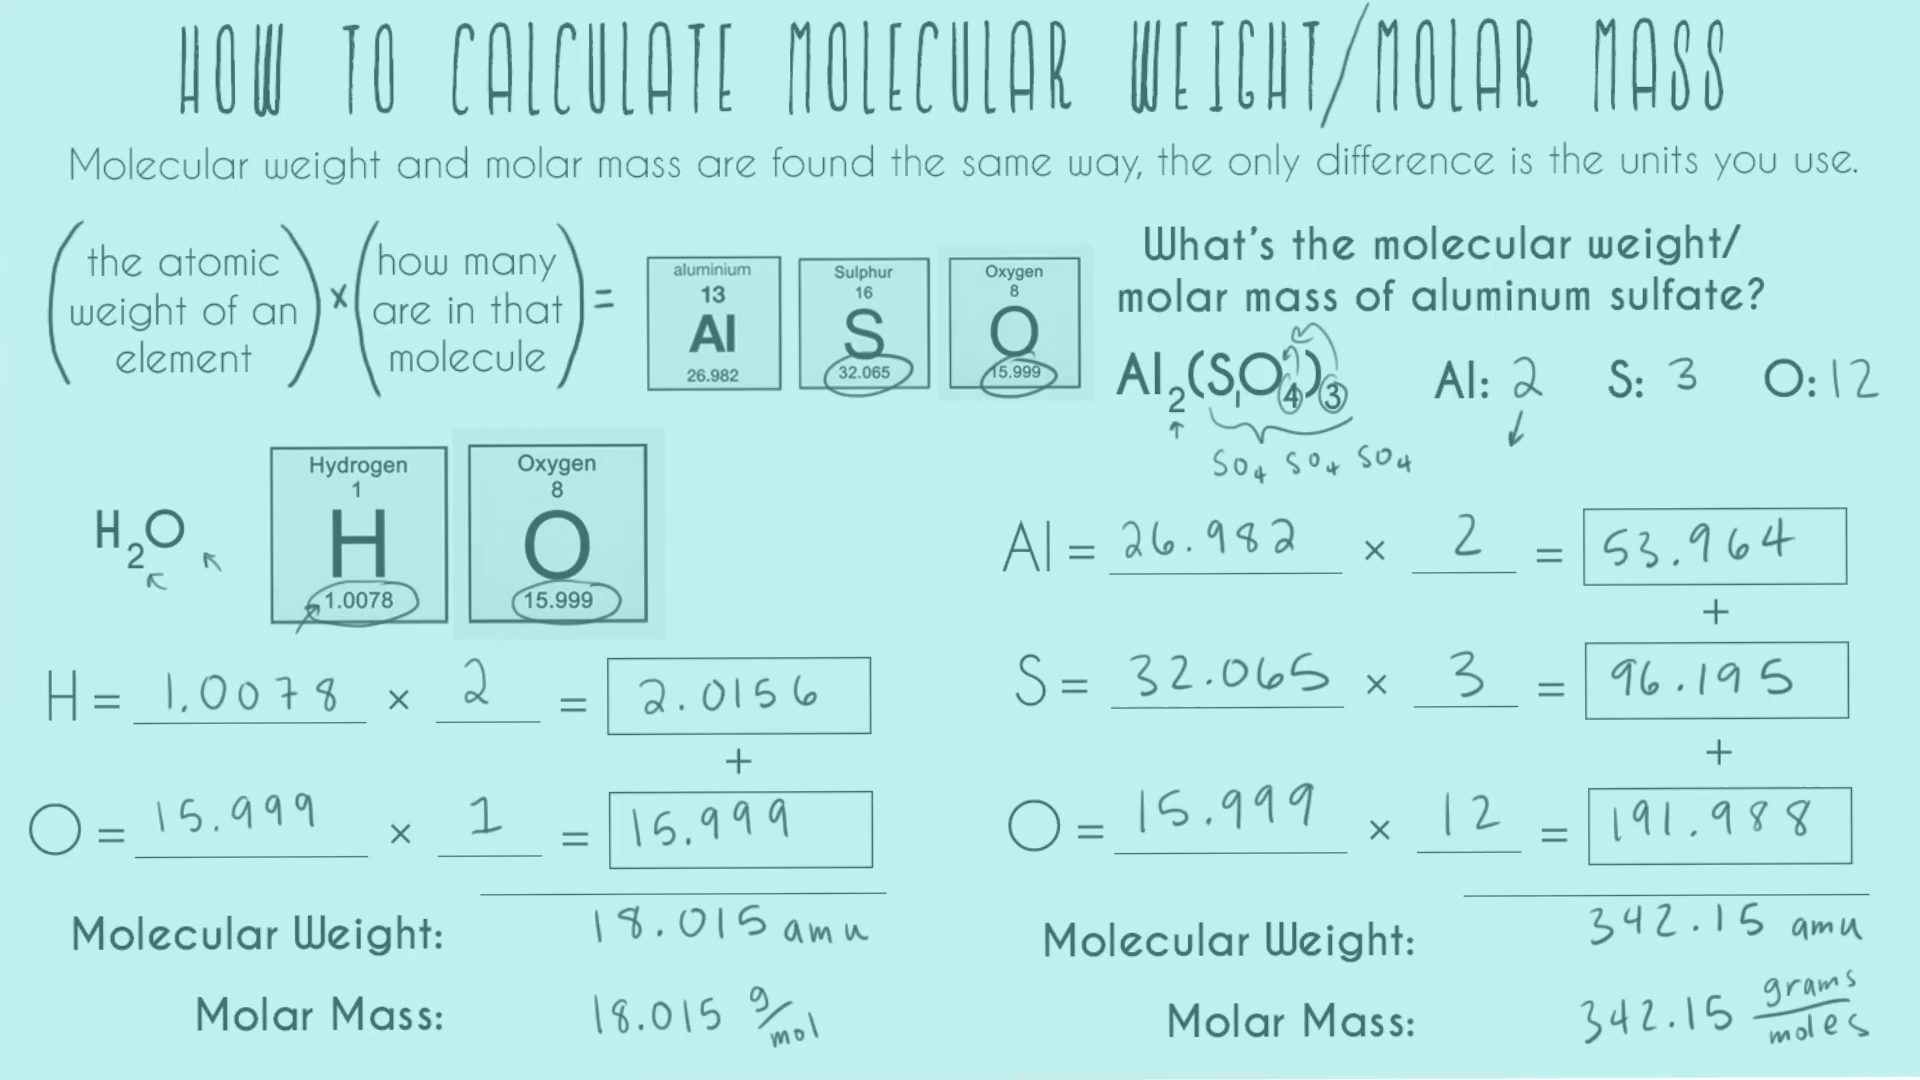 HOW TO CALCULATE MOLECULAR WEIGHT/MOLAR MASS
Molecular weight and molar mass are found the same way, the only difference is the units you use.
(the atomic weight of an element) x (how many are in that molecule) =
aluminium
13
Al
26.982
Sulphur
16
S
32.065
Oxygen
8
O
15.999
H₂O
Hydrogen
1
H
1.0078
Oxygen
8
O
15.999
H = 1.0078 × 2 = 2.0156
+
O = 15.999 × 1 = 15.999
Molecular Weight: 18.015 amu
Molar Mass: 18.015 g/mol
What's the molecular weight/
molar mass of aluminum sulfate?
Al₂(S₁O₄)₃ Al: 2 S: 3 O: 12
SO₄ SO₄ SO₄
Al = 26.982 × 2 = 53.964
+
S = 32.065 × 3 = 96.195
+
O = 15.999 × 12 = 191.988
Molecular Weight: 342.15 amu
Molar Mass: 342.15 grams/moles